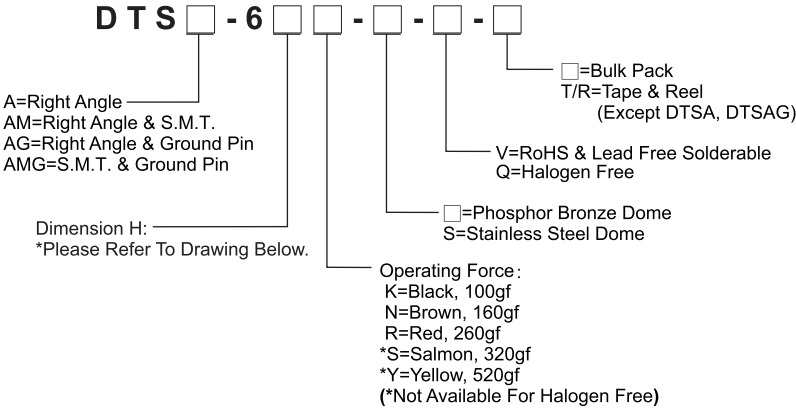 DTS□-6□□-□-□-□
A=Right Angle
AM=Right Angle & S.M.T.
AG=Right Angle & Ground Pin
AMG=S.M.T. & Ground Pin
Dimension H:
*Please Refer To Drawing Below.
□=Bulk Pack
T/R=Tape & Reel
(Except DTSA, DTSAG)
V=RoHS & Lead Free Solderable
Q=Halogen Free
□=Phosphor Bronze Dome
S=Stainless Steel Dome
Operating Force:
K=Black, 100gf
N=Brown, 160gf
R=Red, 260gf
*S=Salmon, 320gf
*Y=Yellow, 520gf
(*Not Available For Halogen Free)